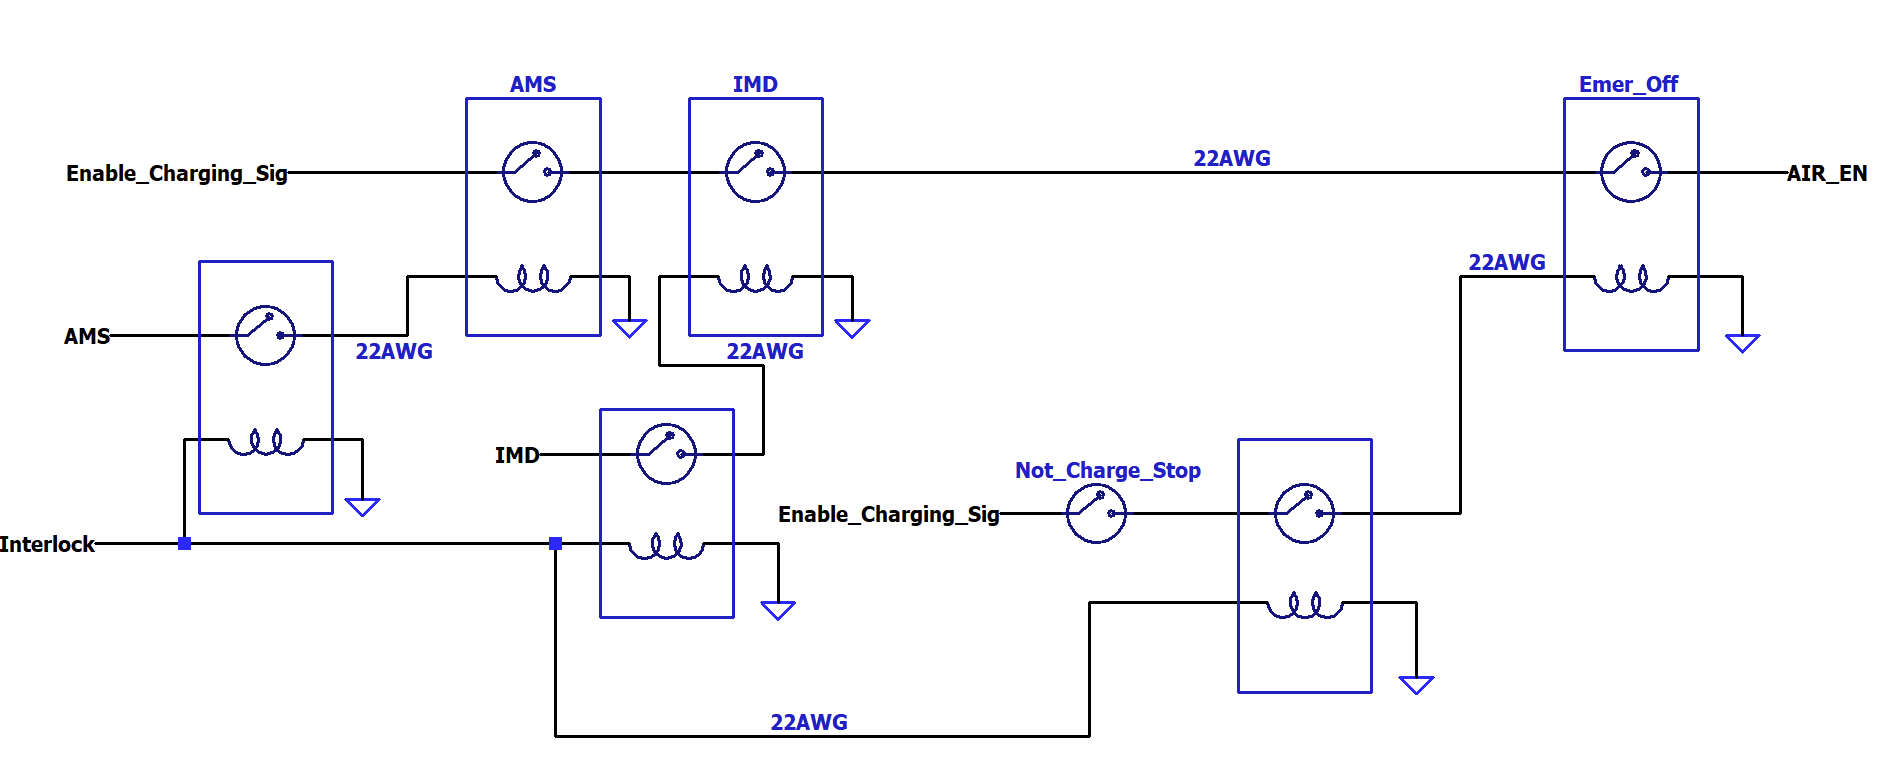 AMS
IMD
Emer_Off
Enable_Charging_Sig
22AWG
AIR_EN
22AWG
AMS
22AWG
22AWG
IMD
Not_Charge_Stop
Enable_Charging_Sig
Interlock
22AWG